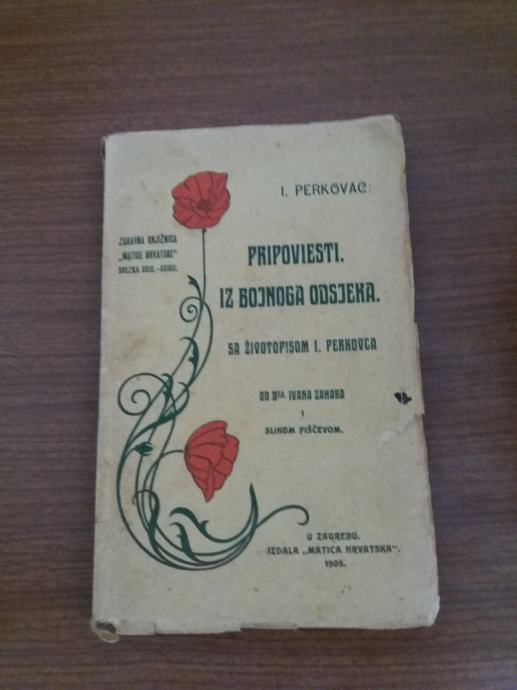 I. PERKOVAC:
ZABAVNA KNJIŽNICA
„MATICE HRVATSKE“
SVEZKA
PRIPOVIESTI.
IZ BOJNOGA ODSJEKA.
SA ŽIVOTOPISOM I. PERKOVCA
OD DRA. IVANA ZAHARA
I
SLIKOM PIŠČEVOM.
U ZAGREBU.
IZDALA „MATICA HRVATSKA“.
1905.